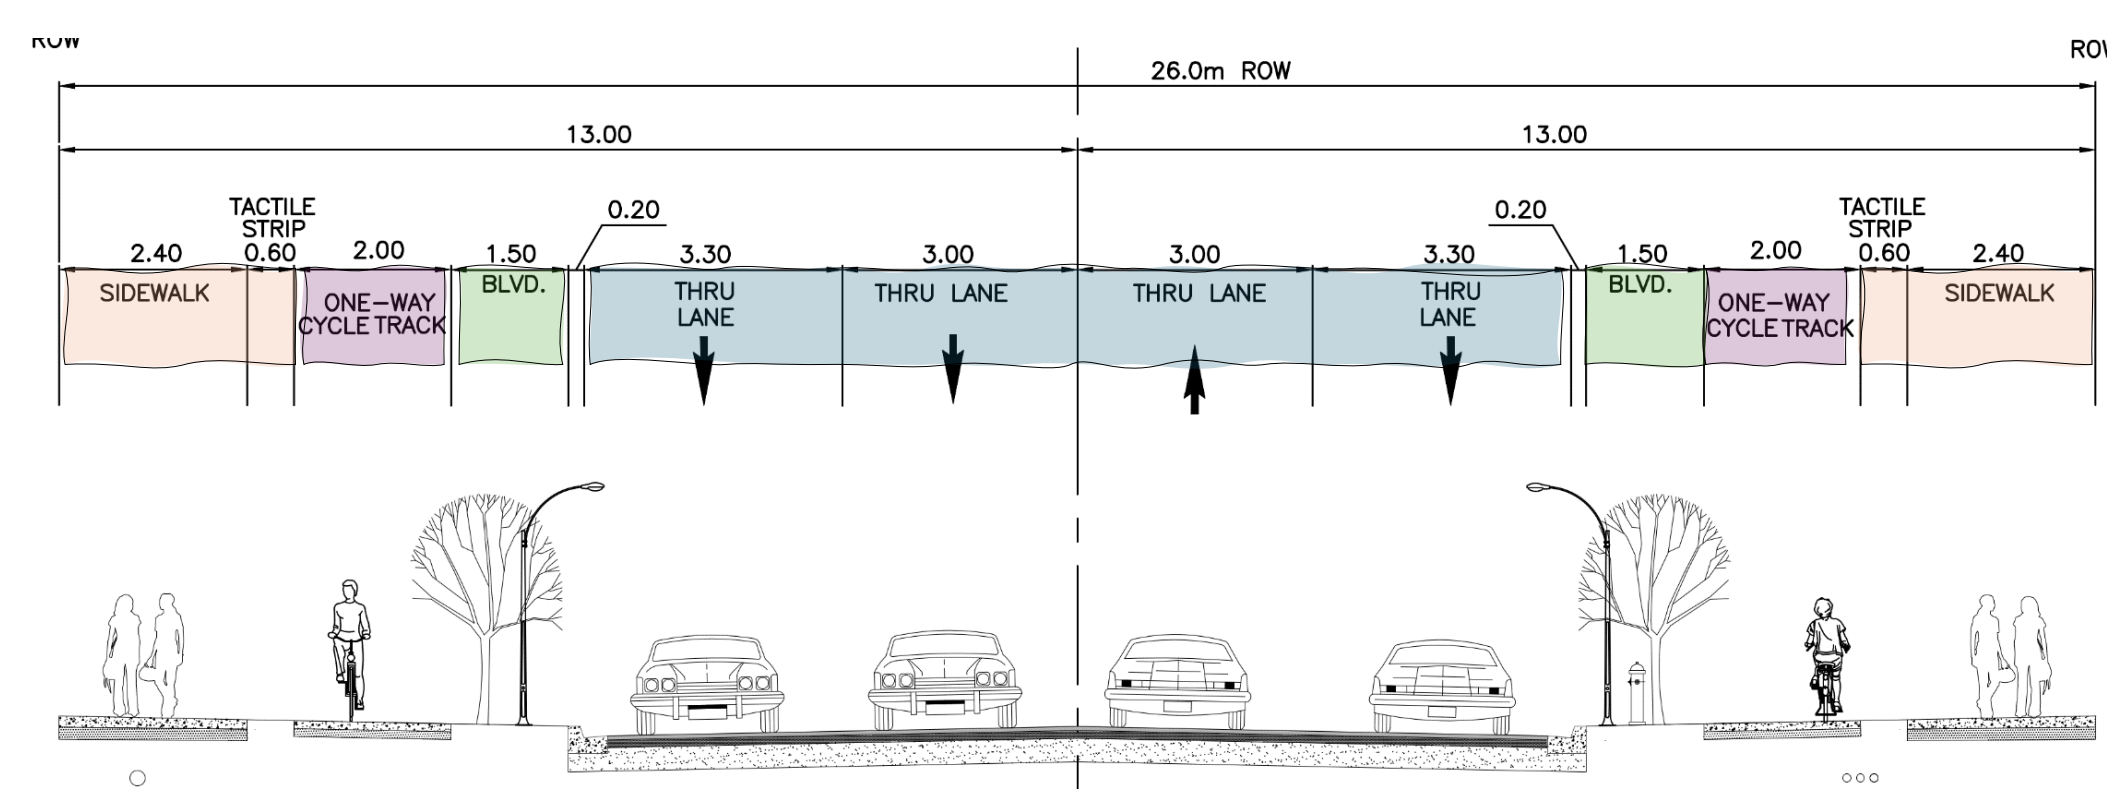 ROW
ROW
26.0m ROW
13.00
13.00
TACTILE
STRIP
0.20
0.20
TACTILE
STRIP
2.40
0.60
2.00
1.50
3.30
3.00
3.00
3.30
1.50
2.00
0.60
2.40
SIDEWALK
ONE-WAY
CYCLE TRACK
BLVD.
THRU
LANE
THRU LANE
THRU LANE
THRU
LANE
BLVD.
ONE-WAY
CYCLE TRACK
SIDEWALK